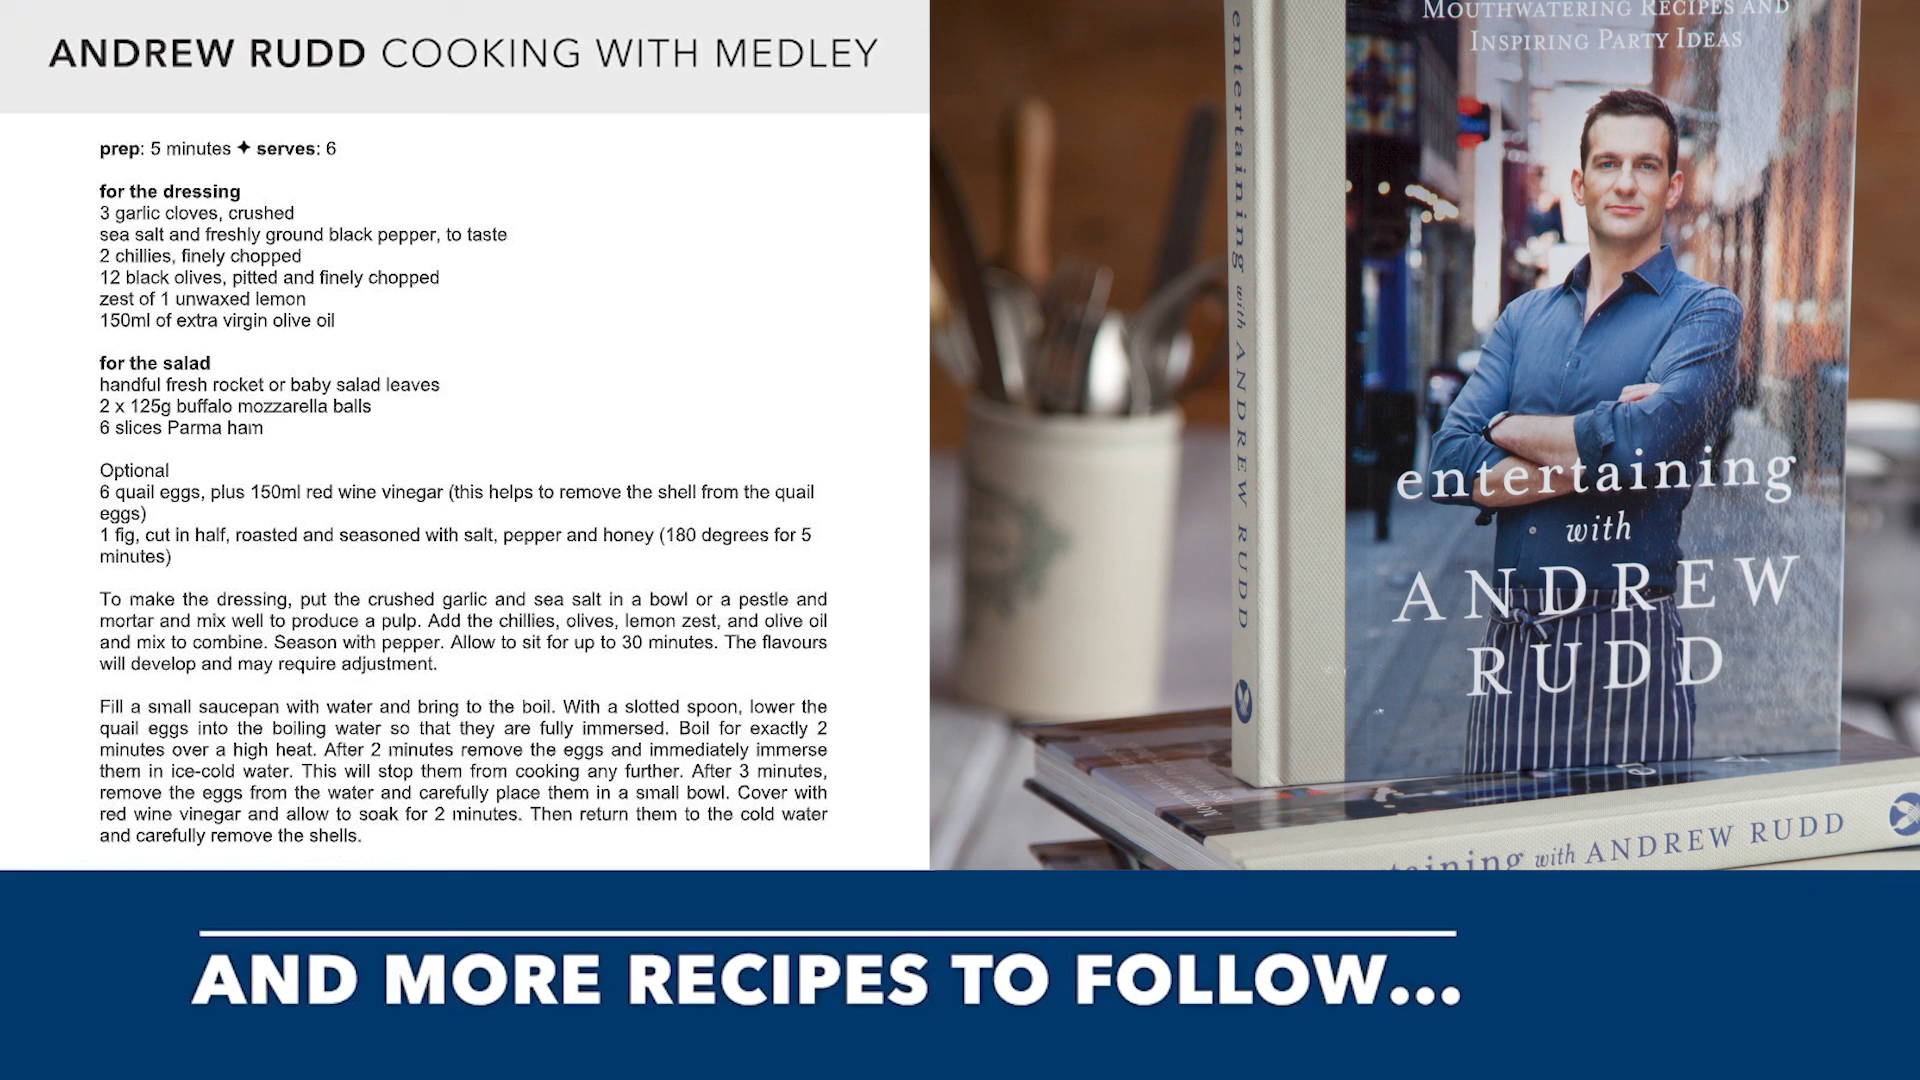 ANDREW RUDD COOKING WITH MEDLEY
prep: 5 minutes ✦ serves: 6
for the dressing
3 garlic cloves, crushed
sea salt and freshly ground black pepper, to taste
2 chillies, finely chopped
12 black olives, pitted and finely chopped
zest of 1 unwaxed lemon
150ml of extra virgin olive oil
for the salad
handful fresh rocket or baby salad leaves
2 x 125g buffalo mozzarella balls
6 slices Parma ham
Optional
6 quail eggs, plus 150ml red wine vinegar (this helps to remove the shell from the quail
eggs)
1 fig, cut in half, roasted and seasoned with salt, pepper and honey (180 degrees for 5
minutes)
To make the dressing, put the crushed garlic and sea salt in a bowl or a pestle and
mortar and mix well to produce a pulp. Add the chillies, olives, lemon zest, and olive oil
and mix to combine. Season with pepper. Allow to sit for up to 30 minutes. The flavours
will develop and may require adjustment.
Fill a small saucepan with water and bring to the boil. With a slotted spoon, lower the
quail eggs into the boiling water so that they are fully immersed. Boil for exactly 2
minutes over a high heat. After 2 minutes remove the eggs and immediately immerse
them in ice-cold water. This will stop them from cooking any further. After 3 minutes,
remove the eggs from the water and carefully place them in a small bowl. Cover with
red wine vinegar and allow to soak for 2 minutes. Then return them to the cold water
and carefully remove the shells.
entertaining with ANDREW RUDD
MOUTHWATERING RECIPES AND
INSPIRING PARTY IDEAS
entertaining
with
ANDREW
RUDD
with ANDREW RUDD
AND MORE RECIPES TO FOLLOW...